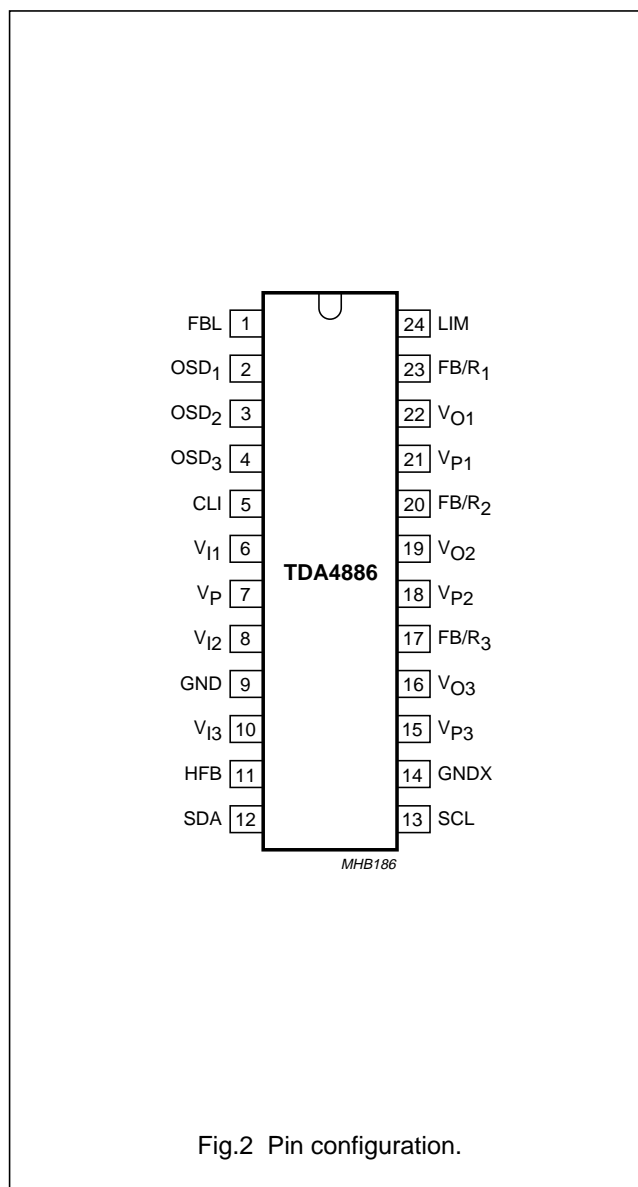 FBL 1 24 LIM
OSD1 2 23 FB/R1
OSD2 3 22 VO1
OSD3 4 21 VP1
CLI 5 20 FB/R2
VI1 6 19 VO2
TDA4886
VP 7 18 VP2
VI2 8 17 FB/R3
GND 9 16 VO3
VI3 10 15 VP3
HFB 11 14 GNDX
SDA 12 13 SCL
MHB186
Fig.2 Pin configuration.